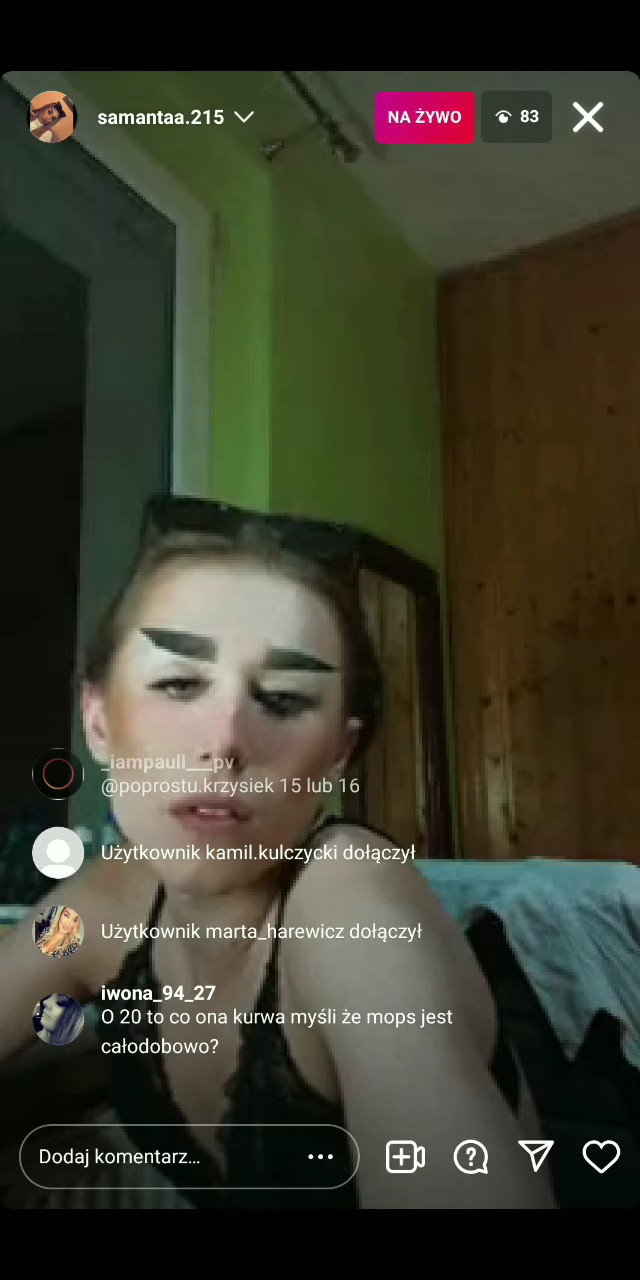 samantaa.215
NA ŻYWO
83
_iampaull___pv
@poprostu.krzysiek 15 lub 16
Użytkownik kamil.kulczycki dołączył
Użytkownik marta_harewicz dołączył
iwona_94_27
O 20 to co ona kurwa myśli że mops jest
całodobowo?
Dodaj komentarz...